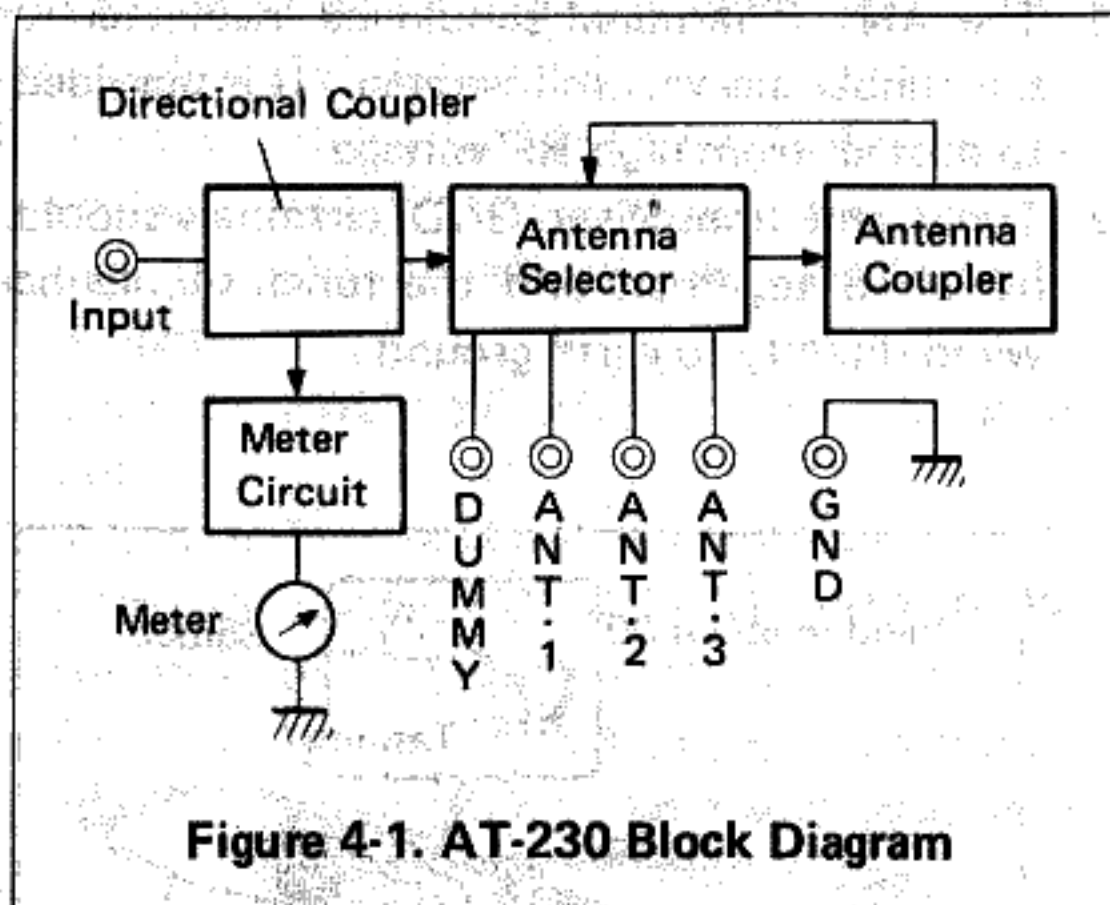 Directional Coupler
Input
Antenna
Selector
Antenna
Coupler
Meter
Circuit
Meter
DUMMY
ANT.1
ANT.2
ANT.3
GND
Figure 4-1. AT-230 Block Diagram